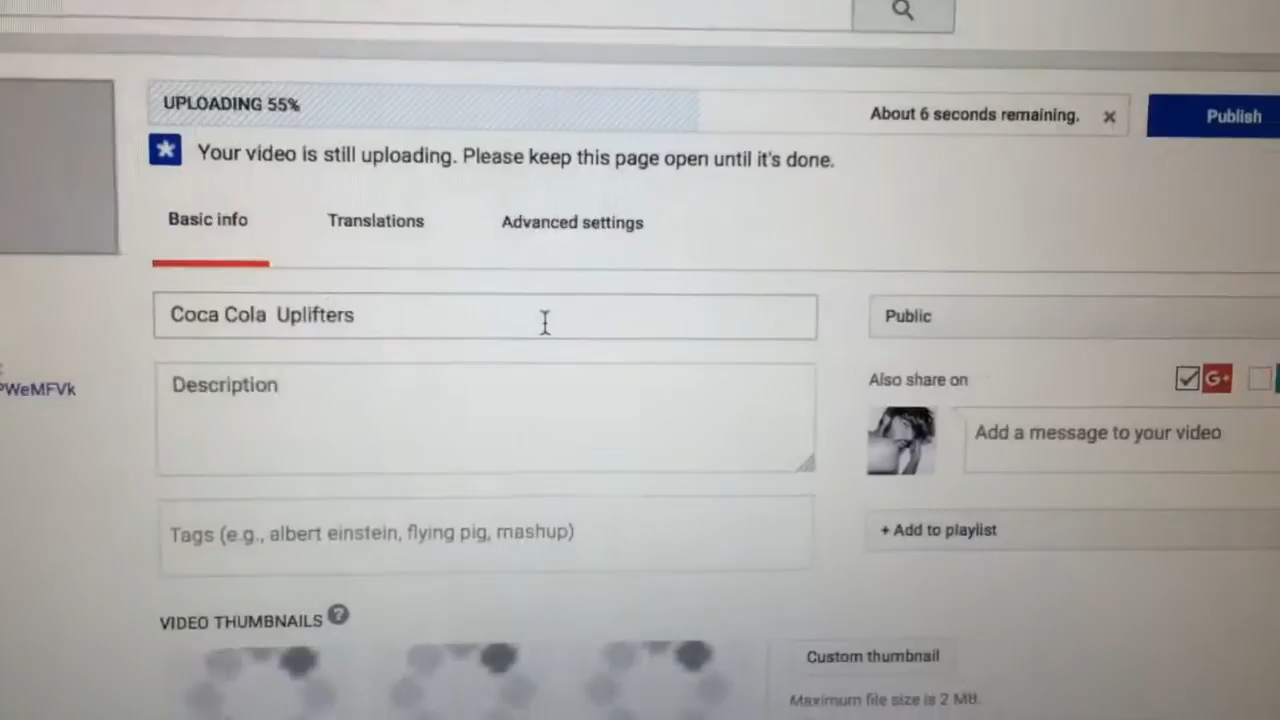 UPLOADING 55%
About 6 seconds remaining.
Publish
Your video is still uploading. Please keep this page open until it's done.
Basic info
Translations
Advanced settings
Coca Cola Uplifters
Public
Description
Also share on
G+
PWeMFVk
Add a message to your video
Tags (e.g., albert einstein, flying pig, mashup)
+ Add to playlist
VIDEO THUMBNAILS ?
Custom thumbnail
Maximum file size is 2 MB.